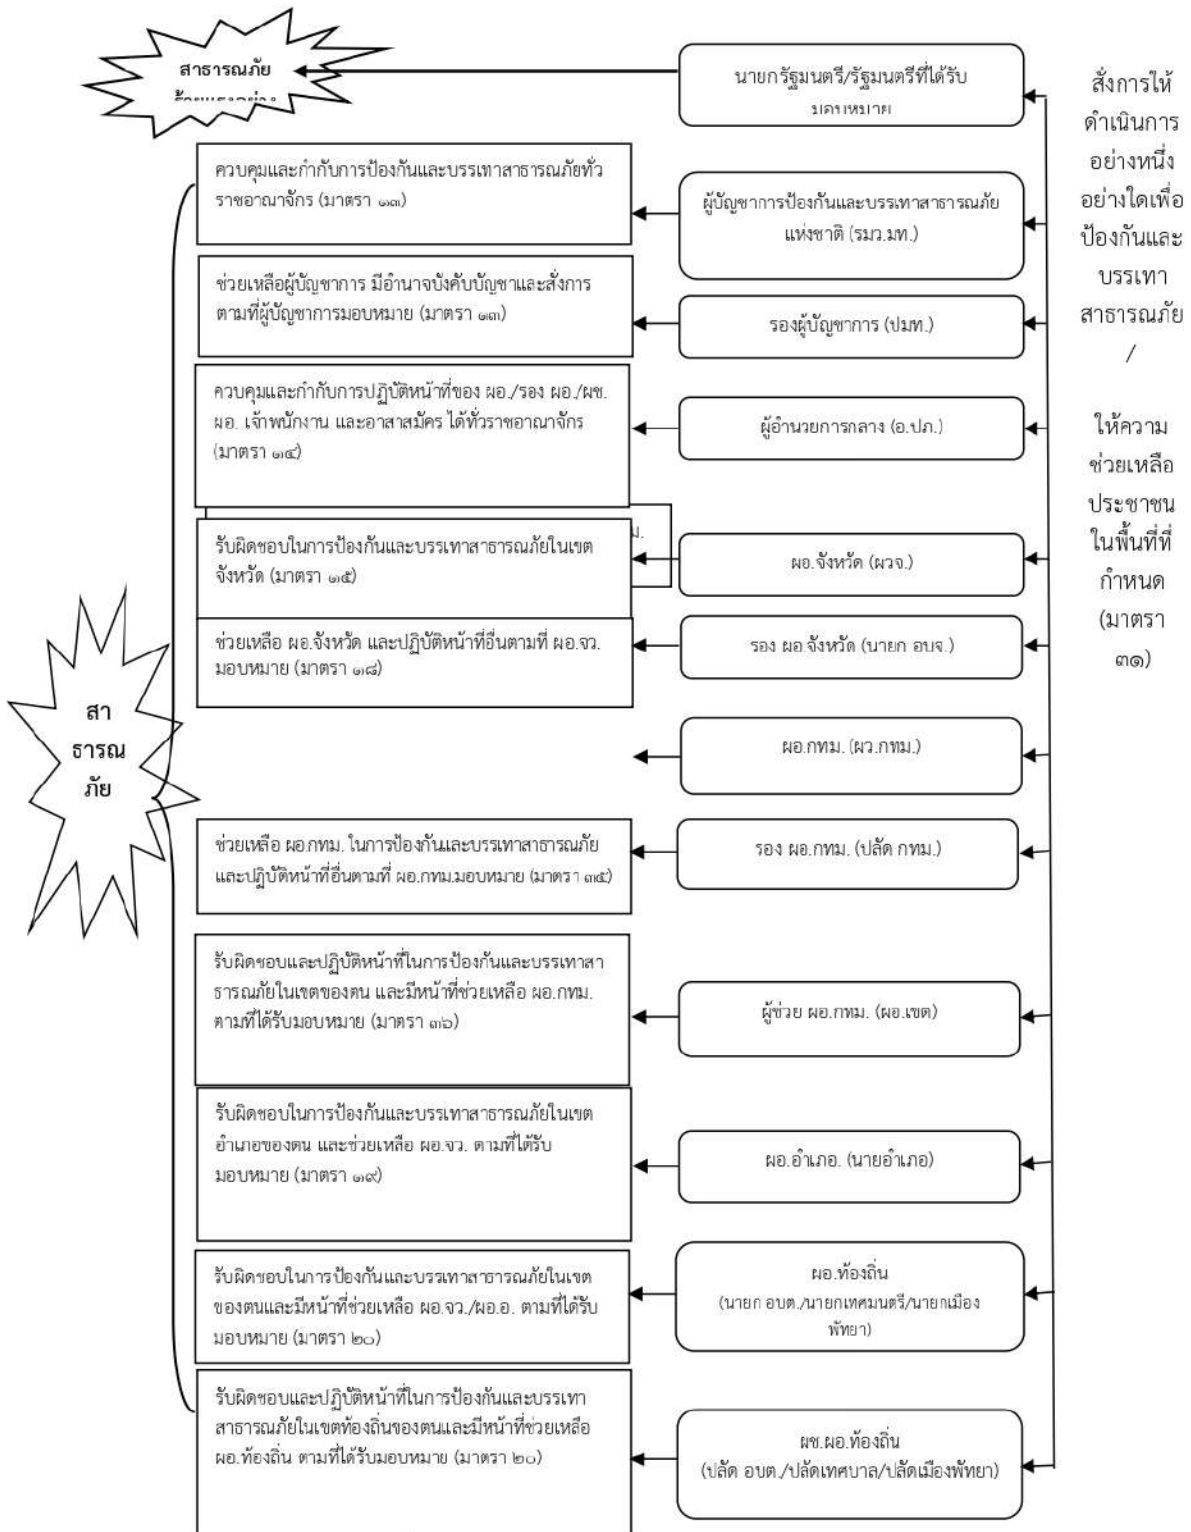 สาธารณภัย
นายกรัฐมนตรี/รัฐมนตรีที่ได้รับ
มอบหมาย
สั่งการให้
ดำเนินการ
อย่างหนึ่ง
อย่างใดเพื่อ
ป้องกันและ
บรรเทา
สาธารณภัย
/
ให้ความ
ช่วยเหลือ
ประชาชน
ในพื้นที่ที่
กำหนด
(มาตรา
๓๑)
ควบคุมและกำกับการป้องกันและบรรเทาสาธารณภัยทั่ว
ราชอาณาจักร (มาตรา ๑๓)
ผู้บัญชาการป้องกันและบรรเทาสาธารณภัย
แห่งชาติ (รมว.มท.)
ช่วยเหลือผู้บัญชาการ มีอำนาจบังคับบัญชาและสั่งการ
ตามที่ผู้บัญชาการมอบหมาย (มาตรา ๑๓)
รองผู้บัญชาการ (ปมท.)
ควบคุมและกำกับการปฏิบัติหน้าที่ของ ผอ./รอง ผอ./ผช.
ผอ. เจ้าพนักงาน และอาสาสมัคร ได้ทั่วราชอาณาจักร
(มาตรา ๑๔)
ผู้อำนวยการกลาง (อ.ปภ.)
ม.
รับผิดชอบในการป้องกันและบรรเทาสาธารณภัยในเขต
จังหวัด (มาตรา ๑๕)
ผอ.จังหวัด (ผวจ.)
ช่วยเหลือ ผอ.จังหวัด และปฏิบัติหน้าที่อื่นตามที่ ผอ.จว.
มอบหมาย (มาตรา ๑๘)
รอง ผอ.จังหวัด (นายก อบจ.)
สา
ธารณ
ภัย
ผอ.กทม. (ผว.กทม.)
ช่วยเหลือ ผอ.กทม. ในการป้องกันและบรรเทาสาธารณภัย
และปฏิบัติหน้าที่อื่นตามที่ ผอ.กทม.มอบหมาย (มาตรา ๓๕)
รอง ผอ.กทม. (ปลัด กทม.)
รับผิดชอบและปฏิบัติหน้าที่ในการป้องกันและบรรเทาสา
ธารณภัยในเขตของตน และมีหน้าที่ช่วยเหลือ ผอ.กทม.
ตามที่ได้รับมอบหมาย (มาตรา ๓๖)
ผู้ช่วย ผอ.กทม. (ผอ.เขต)
รับผิดชอบในการป้องกันและบรรเทาสาธารณภัยในเขต
อำเภอของตน และช่วยเหลือ ผอ.จว. ตามที่ได้รับ
มอบหมาย (มาตรา ๑๙)
ผอ.อำเภอ. (นายอำเภอ)
รับผิดชอบในการป้องกันและบรรเทาสาธารณภัยในเขต
ของตนและมีหน้าที่ช่วยเหลือ ผอ.จว./ผอ.อ. ตามที่ได้รับ
มอบหมาย (มาตรา ๒๐)
ผอ.ท้องถิ่น
(นายก อบต./นายกเทศมนตรี/นายกเมือง
พัทยา)
รับผิดชอบและปฏิบัติหน้าที่ในการป้องกันและบรรเทา
สาธารณภัยในเขตท้องถิ่นของตนและมีหน้าที่ช่วยเหลือ
ผอ.ท้องถิ่น ตามที่ได้รับมอบหมาย (มาตรา ๒๐)
ผช.ผอ.ท้องถิ่น
(ปลัด อบต./ปลัดเทศบาล/ปลัดเมืองพัทยา)